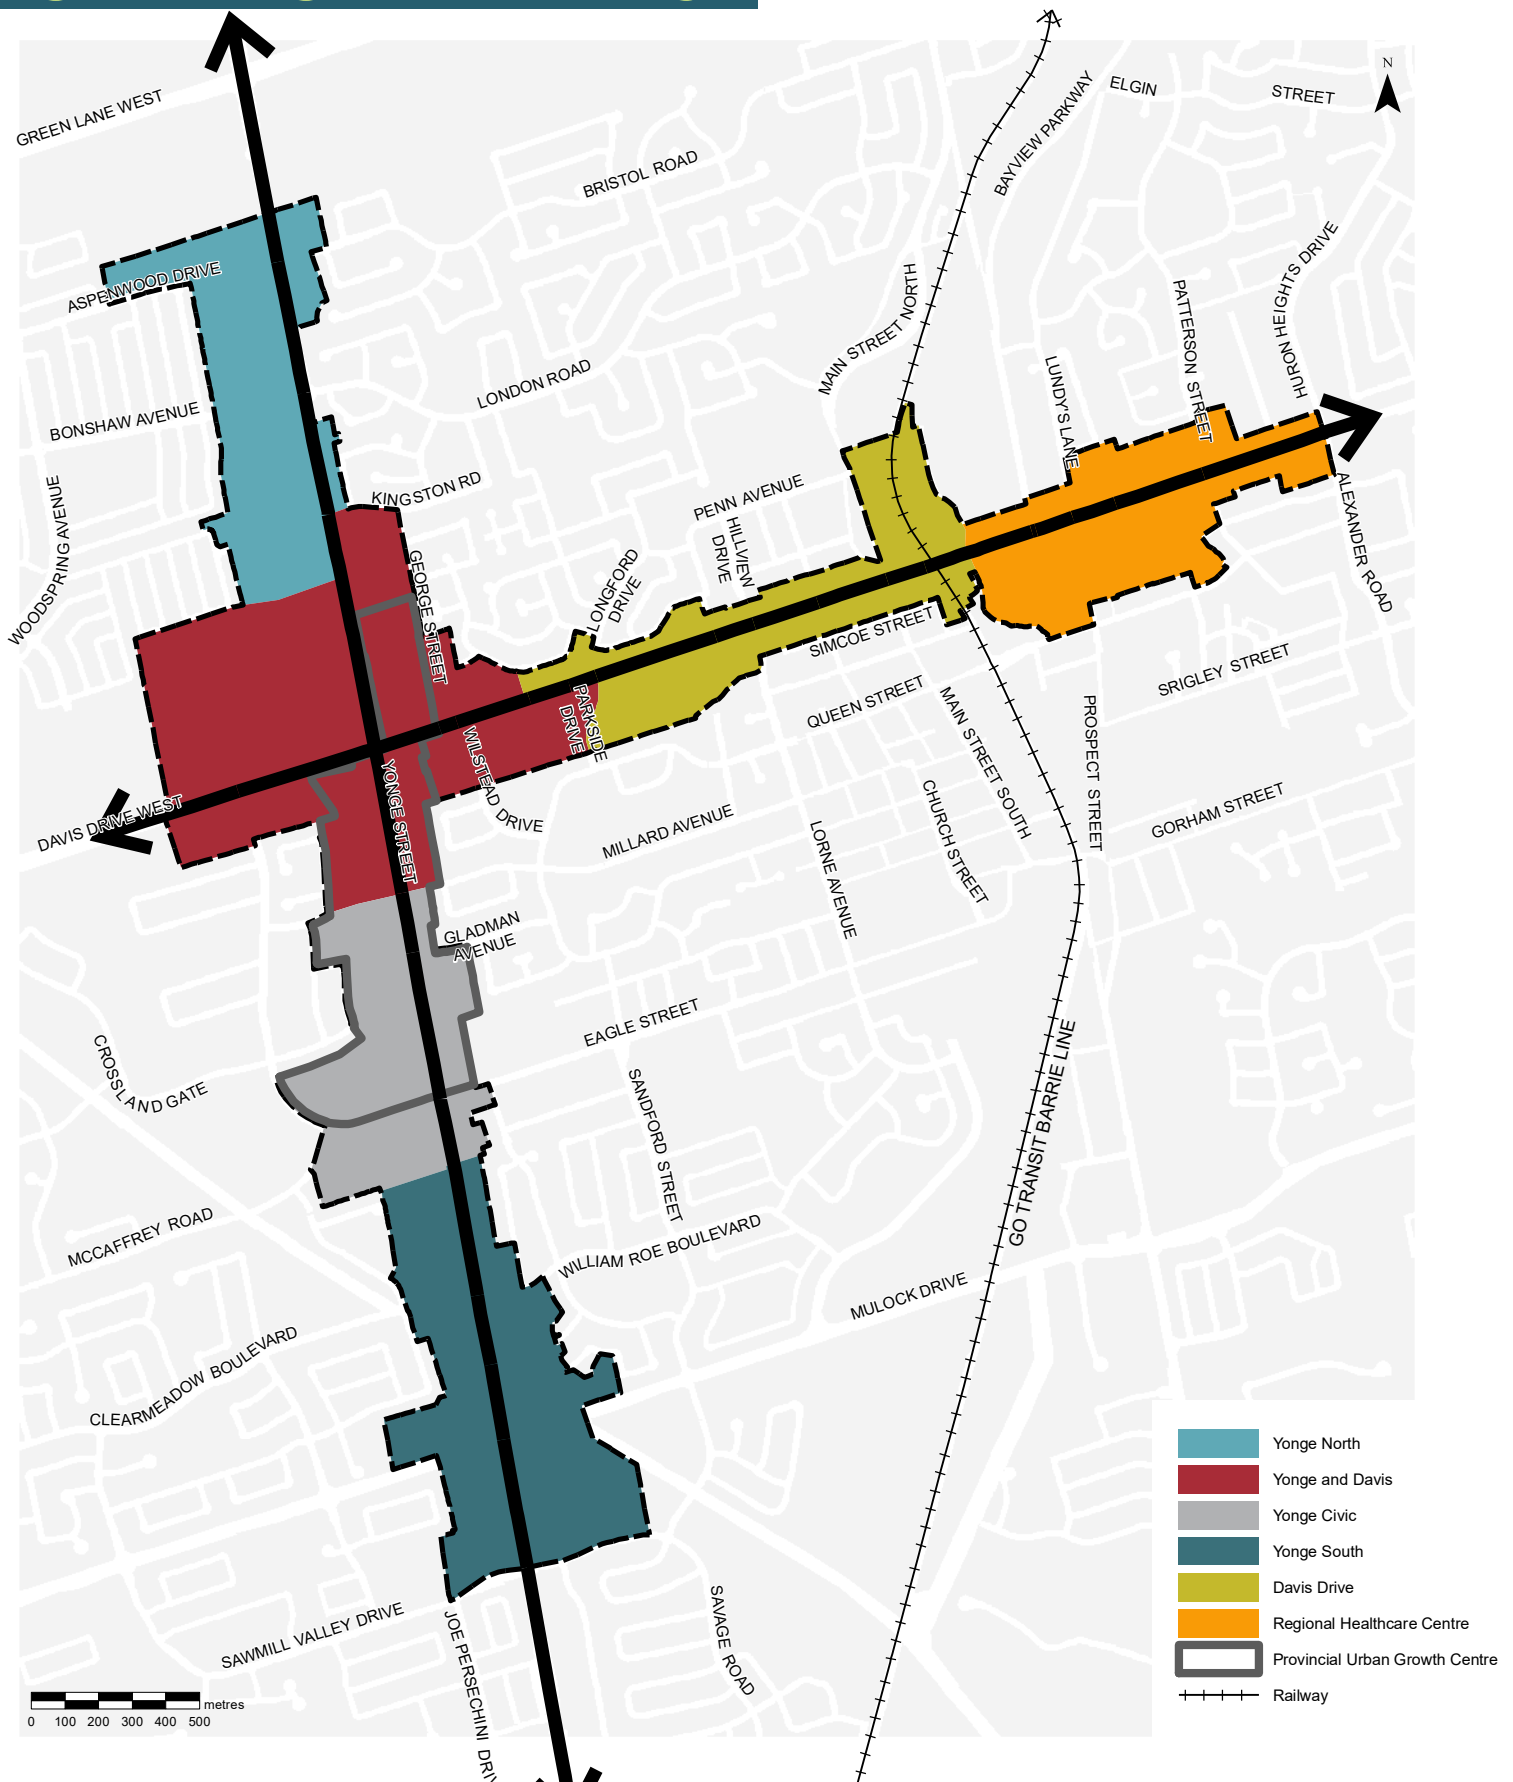 N
GREEN LANE WEST
ELGIN STREET
BAYVIEW PARKWAY
BRISTOL ROAD
ASPENWOOD DRIVE
HURON HEIGHTS DRIVE
PATTERSON STREET
MAIN STREET NORTH
LUNDY'S LANE
LONDON ROAD
BONSHAW AVENUE
KINGSTON RD
PENN AVENUE
HILLVIEW
DRIVE
WOODSPRING AVENUE
ALEXANDER ROAD
GEORGE STREET
LONGFORD
DRIVE
SIMCOE STREET
SRIGLEY STREET
QUEEN STREET
PARKSIDE
DRIVE
MAIN STREET SOUTH
PROSPECT STREET
WILSTEAD DRIVE
YONGE STREET
DAVIS DRIVE WEST
MILLARD AVENUE
CHURCH STREET
GORHAM STREET
LORNE AVENUE
GLADMAN
AVENUE
EAGLE STREET
CROSSLAND GATE
SANDFORD STREET
GO TRANSIT BARRIE LINE
MCCAFFREY ROAD
WILLIAM ROE BOULEVARD
MULOCK DRIVE
CLEARMEADOW BOULEVARD
SAWMILL VALLEY DRIVE
JOE PERSECHINI
SAVAGE ROAD
Yonge North
Yonge and Davis
Yonge Civic
Yonge South
Davis Drive
Regional Healthcare Centre
Provincial Urban Growth Centre
Railway
metres
0 100 200 300 400 500